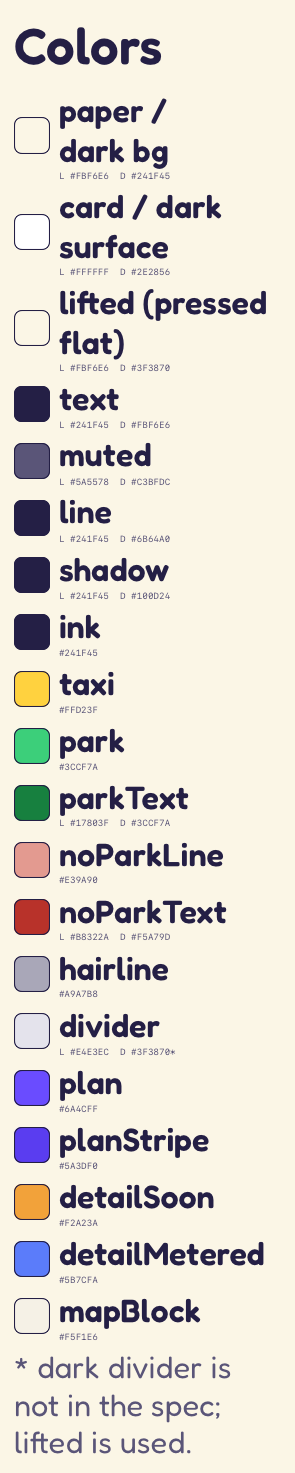 Colors
paper /
dark bg
L #FBF6E6 D #241F45
card / dark
surface
L #FFFFFF D #2E2856
lifted (pressed
flat)
L #FBF6E6 D #3F3870
text
L #241F45 D #FBF6E6
muted
L #5A5578 D #C3BFDC
line
L #241F45 D #6B64A0
shadow
L #241F45 D #100D24
ink
#241F45
taxi
#FFD23F
park
#3CCF7A
parkText
L #17803F D #3CCF7A
noParkLine
#E39A90
noParkText
L #B8322A D #F5A79D
hairline
#A9A7B8
divider
L #E4E3EC D #3F3870*
plan
#6A4CFF
planStripe
#5A3DF0
detailSoon
#F2A23A
detailMetered
#5B7CFA
mapBlock
#F5F1E6
* dark divider is
not in the spec;
lifted is used.